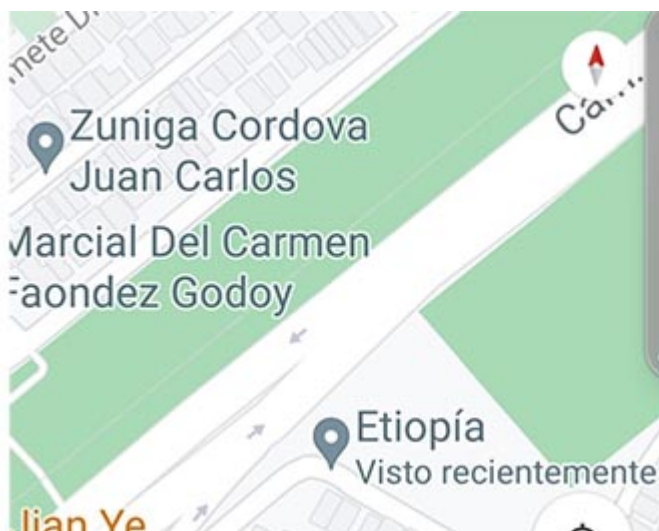 Zuniga Cordova
Juan Carlos
Marcial Del Carmen
Faondez Godoy
Etiopía
Visto recientemente